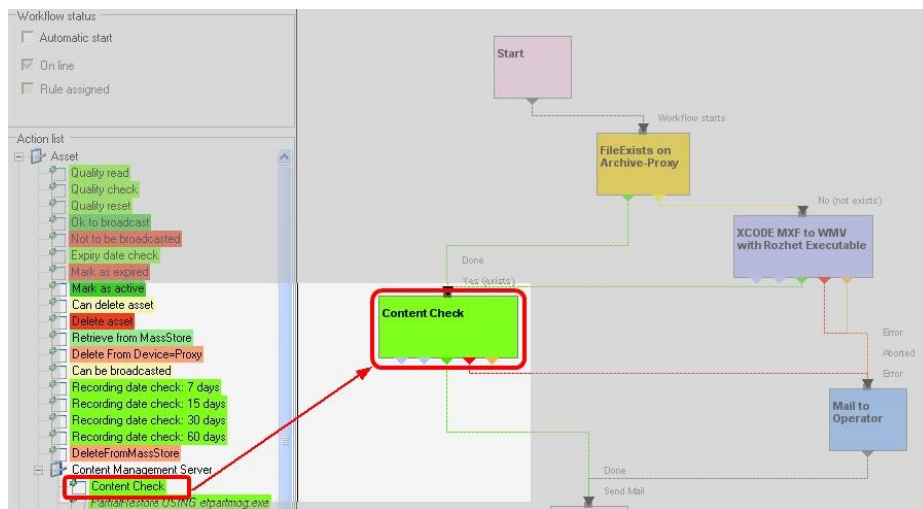 Workflow status
Automatic start
On line
Rule assigned
Action list
Asset
Quality read
Quality check
Quality reset
Ok to broadcast
Not to be broadcasted
Expiry date check
Mark as expired
Mark as active
Can delete asset
Delete asset
Retrieve from MassStore
Delete From Device=Proxy
Can be broadcasted
Recording date check: 7 days
Recording date check: 15 days
Recording date check: 30 days
Recording date check: 60 days
DeleteFromMassStore
Content Management Server
Content Check
PartialRestore USING etpartmog.exe
Start
Workflow starts
FileExists on
Archive-Proxy
No (not exists)
XCODE MXF to WMV
with Rozhet Executable
Done
Yes (exists)
Content Check
Error
Aborted
Error
Mail to
Operator
Done
Send Mail